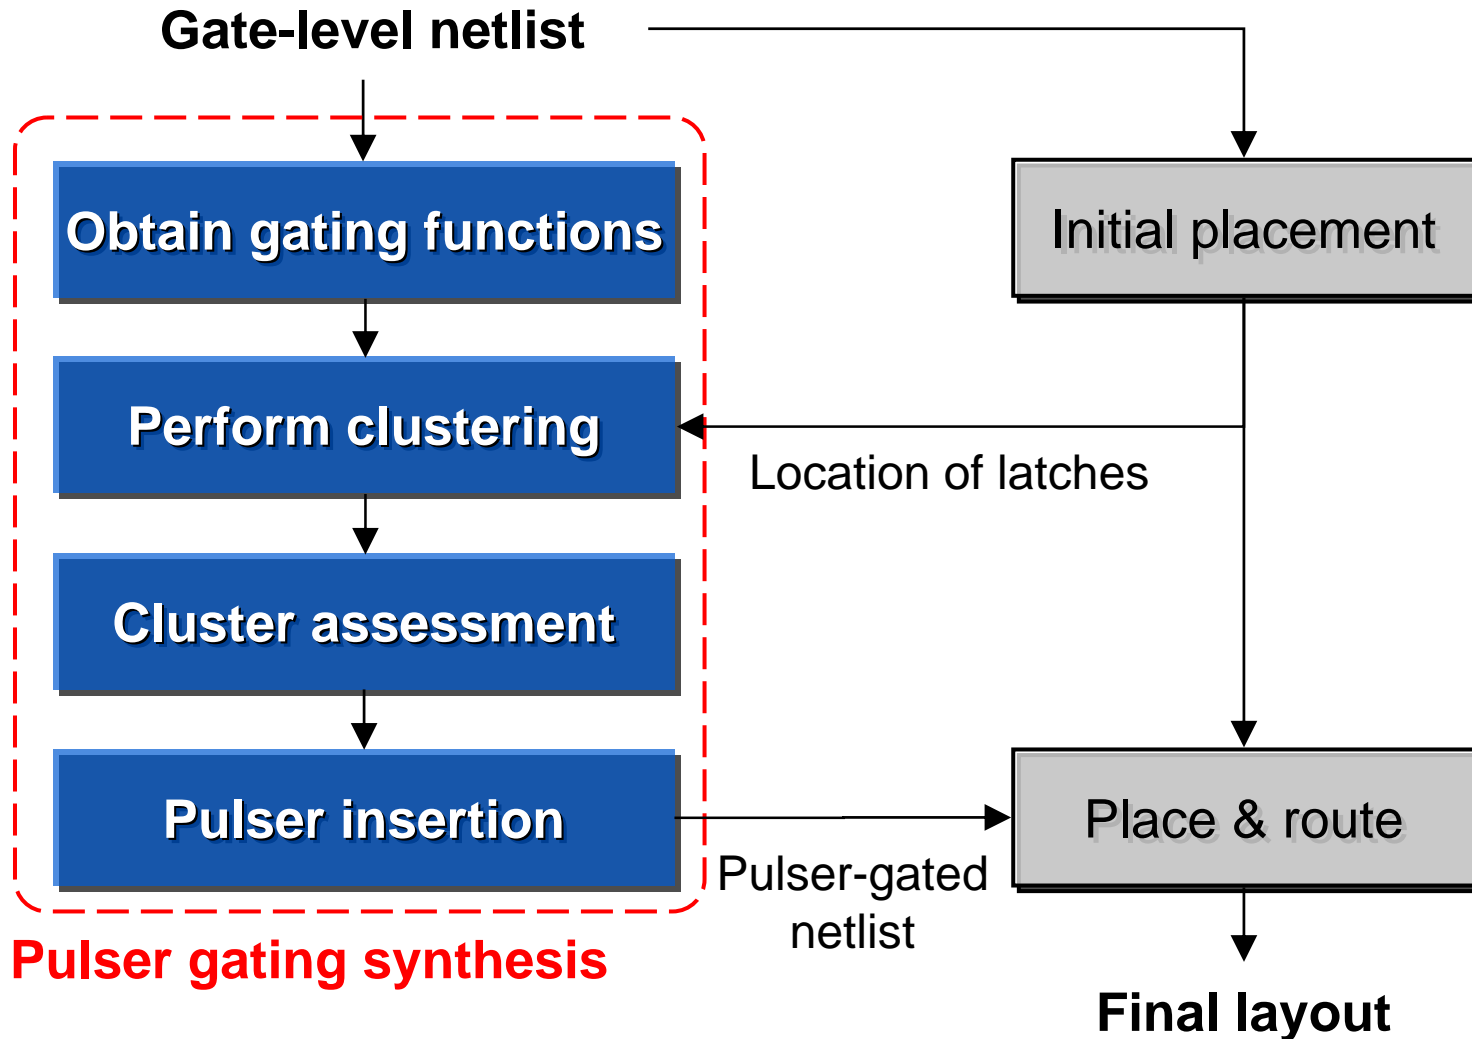 Gate-level netlist
Obtain gating functions
Initial placement
Perform clustering
Location of latches
Cluster assessment
Pulser insertion
Place & route
Pulser-gated
netlist
Pulser gating synthesis
Final layout